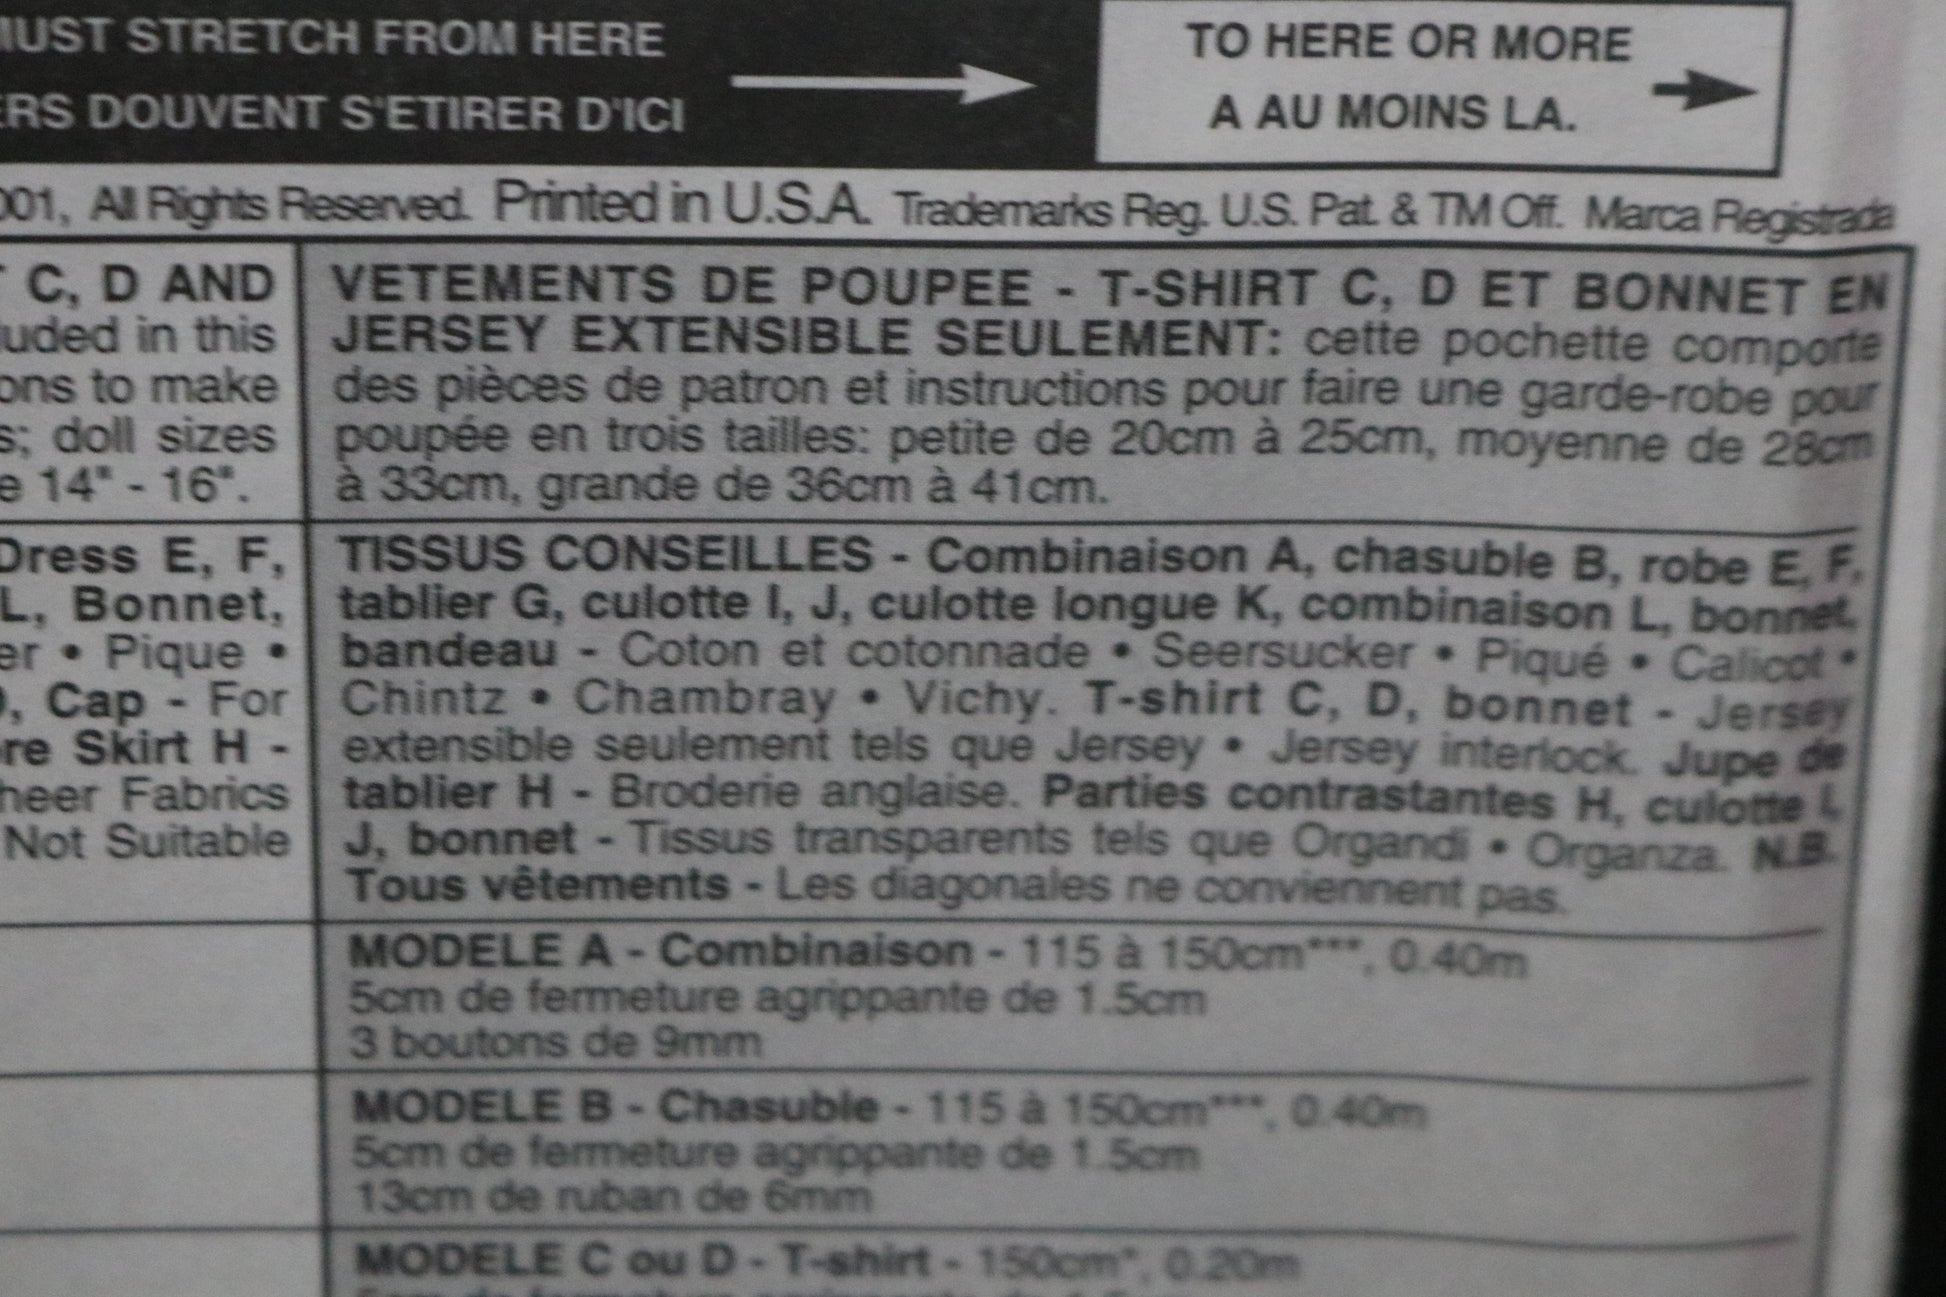 MUST STRETCH FROM HERE
TO HERE OR MORE
ERS DOUVENT S'ETIRER D'ICI
A AU MOINS LA.
001, All Rights Reserved. Printed in U.S.A. Trademarks Reg. U.S. Pat. & TM Off. Marca Registrada
C, D AND
uded in this
ons to make
s; doll sizes
e 14" - 16".
VETEMENTS DE POUPEE - T-SHIRT C, D ET BONNET EN
JERSEY EXTENSIBLE SEULEMENT: cette pochette comporte
des pièces de patron et instructions pour faire une garde-robe pour
poupée en trois tailles: petite de 20cm à 25cm, moyenne de 28cm
à 33cm, grande de 36cm à 41cm.
Dress E, F,
L, Bonnet,
er • Pique •
, Cap - For
re Skirt H -
heer Fabrics
Not Suitable
TISSUS CONSEILLES - Combinaison A, chasuble B, robe E, F,
tablier G, culotte I, J, culotte longue K, combinaison L, bonnet,
bandeau - Coton et cotonnade • Seersucker • Piqué • Calicot •
Chintz • Chambray • Vichy. T-shirt C, D, bonnet - Jersey
extensible seulement tels que Jersey • Jersey interlock. Jupe de
tablier H - Broderie anglaise. Parties contrastantes H, culotte I,
J, bonnet - Tissus transparents tels que Organdi • Organza. N.B.
Tous vêtements - Les diagonales ne conviennent pas.
MODELE A - Combinaison - 115 à 150cm***, 0.40m
5cm de fermeture agrippante de 1.5cm
3 boutons de 9mm
MODELE B - Chasuble - 115 à 150cm***, 0.40m
5cm de fermeture agrippante de 1.5cm
13cm de ruban de 6mm
MODELE C ou D - T-shirt - 150cm*, 0.20m